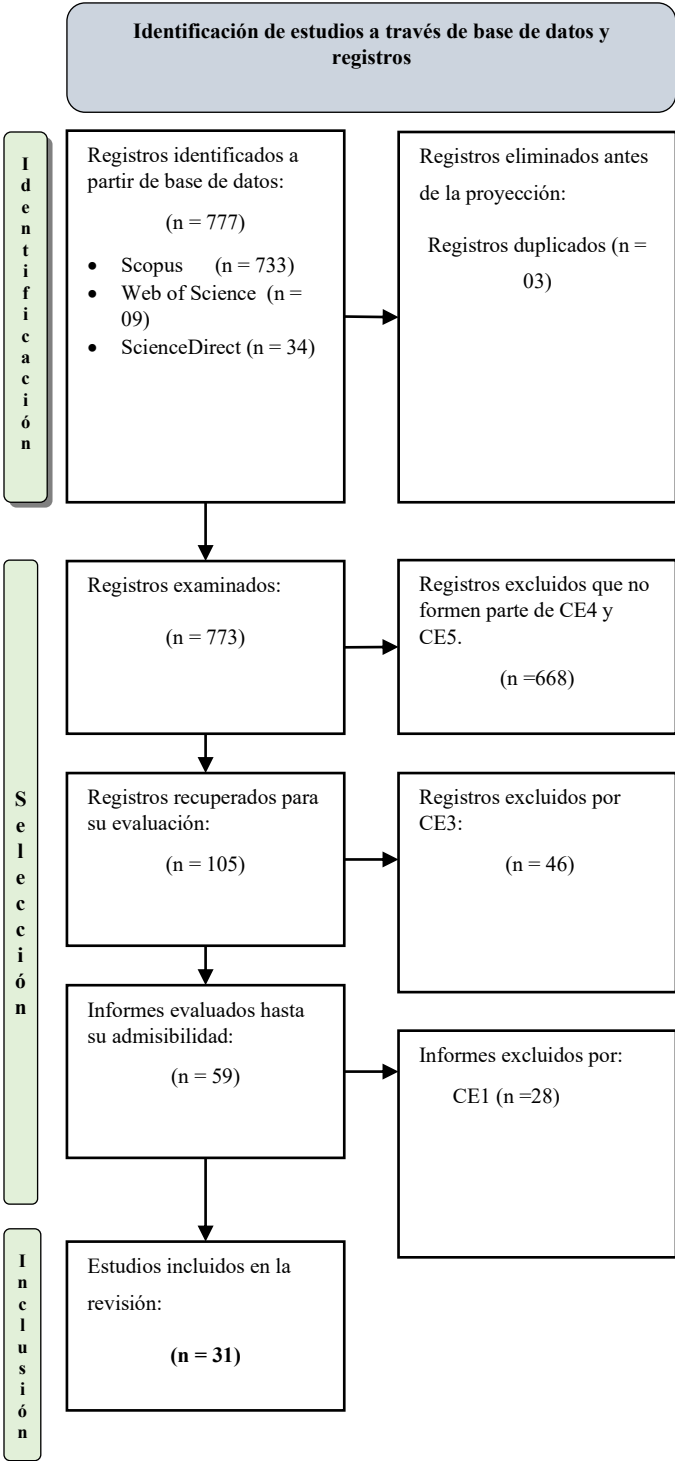 Identificación de estudios a través de base de datos y
registros
Identificación
Registros identificados a
partir de base de datos:
(n = 777)
• Scopus (n = 733)
• Web of Science (n =
09)
• ScienceDirect (n = 34)
Registros eliminados antes
de la proyección:
Registros duplicados (n =
03)
Selección
Registros examinados:
(n = 773)
Registros excluidos que no
formen parte de CE4 y
CE5.
(n =668)
Registros recuperados para
su evaluación:
(n = 105)
Registros excluidos por
CE3:
(n = 46)
Informes evaluados hasta
su admisibilidad:
(n = 59)
Informes excluidos por:
CE1 (n =28)
Inclusión
Estudios incluidos en la
revisión:
(n = 31)